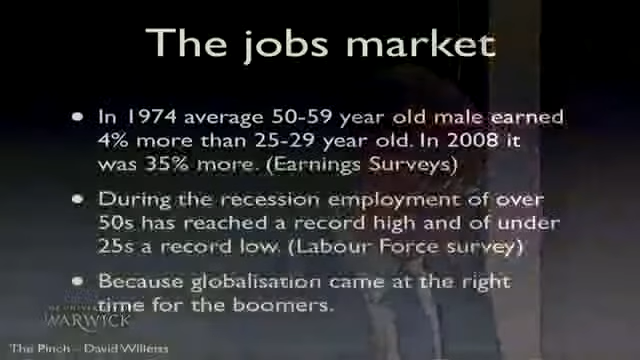 The jobs market
• In 1974 average 50-59 year old male earned
4% more than 25-29 year old. In 2008 it
was 35% more. (Earnings Surveys)
• During the recession employment of over
50s has reached a record high and of under
25s a record low. (Labour Force survey)
• Because globalisation came at the right
time for the boomers.
WARWICK
The Pinch - David Willetts